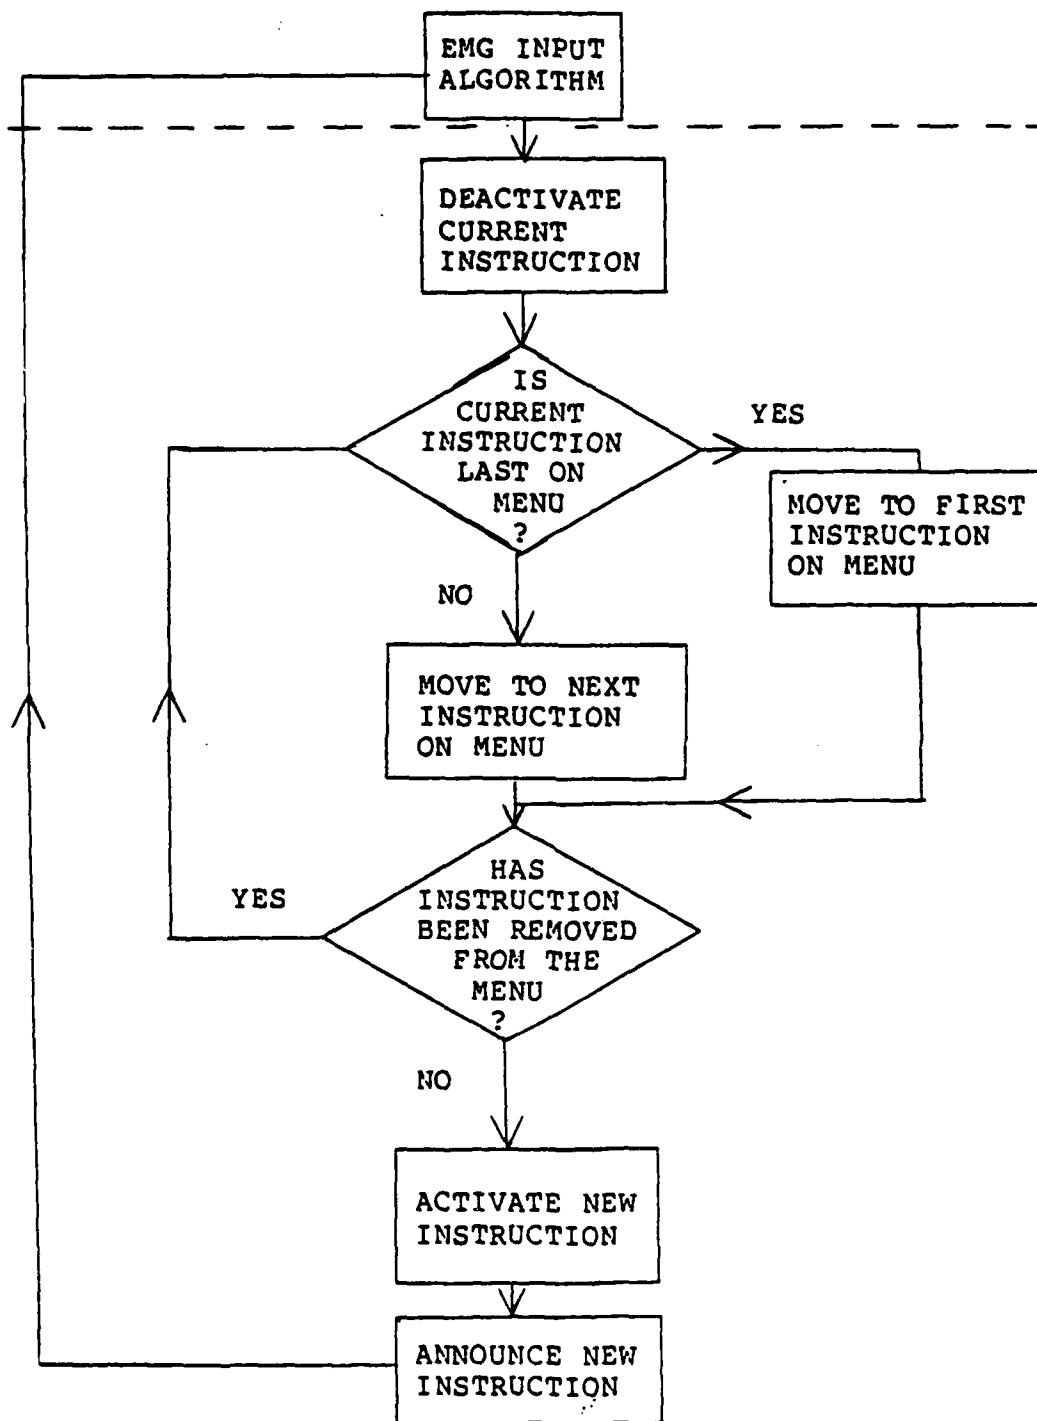 EMG INPUT
ALGORITHM
DEACTIVATE
CURRENT
INSTRUCTION
IS
CURRENT
INSTRUCTION
LAST ON
MENU
?
YES
MOVE TO FIRST
INSTRUCTION
ON MENU
NO
MOVE TO NEXT
INSTRUCTION
ON MENU
HAS
INSTRUCTION
BEEN REMOVED
FROM THE
MENU
?
YES
NO
ACTIVATE NEW
INSTRUCTION
ANNOUNCE NEW
INSTRUCTION